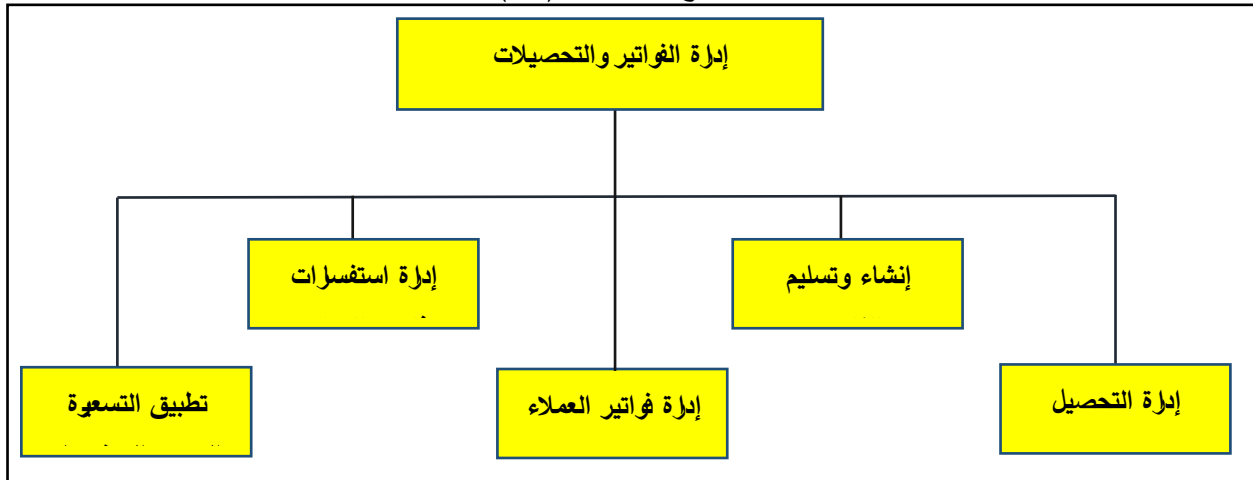 إدارة الفواتير والتحصيلات
إدارة استفسارات
إنشاء وتسليم
تطبيق التسعيرة
إدارة فواتير العملاء
إدارة التحصيل